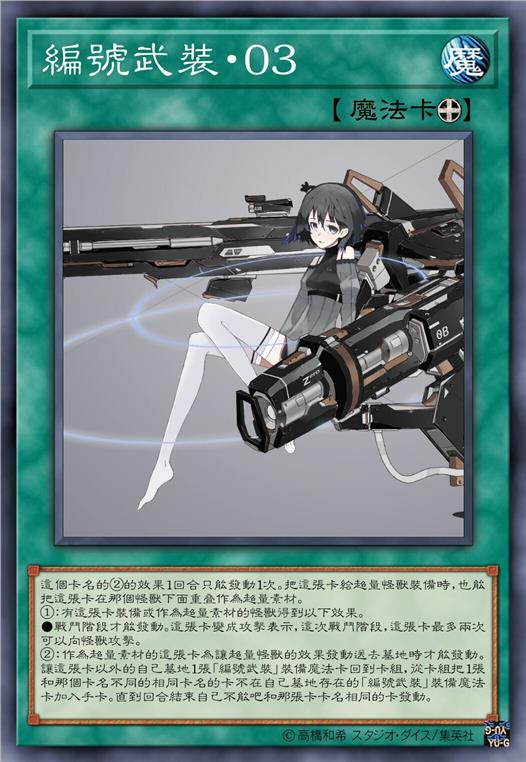 編號武裝•03
魔
【魔法卡】
0B
Zero
這個卡名的②的效果1回合只能發動1次。把這張卡給超量怪獸裝備時，也能
把這張卡在那個怪獸下面重疊作為超量素材。
①：有這張卡裝備或作為超量素材的怪獸得到以下效果。
●戰鬥階段才能發動。這張卡變成攻擊表示，這次戰鬥階段，這張卡最多兩次
可以向怪獸攻擊。
②：作為超量素材的這張卡為讓超量怪獸的效果發動送去墓地時才能發動。
讓這張卡以外的自己墓地1張「編號武裝」裝備魔法卡回到卡組，從卡組把1張
和那個卡名不同的相同卡名的卡不在自己墓地存在的「編號武裝」裝備魔法
卡加入手卡。直到回合結束自己不能吧和那張卡卡名相同的卡發動。
©高橋和希 スタジオ・ダイス/集英社
YU-G
YU-G